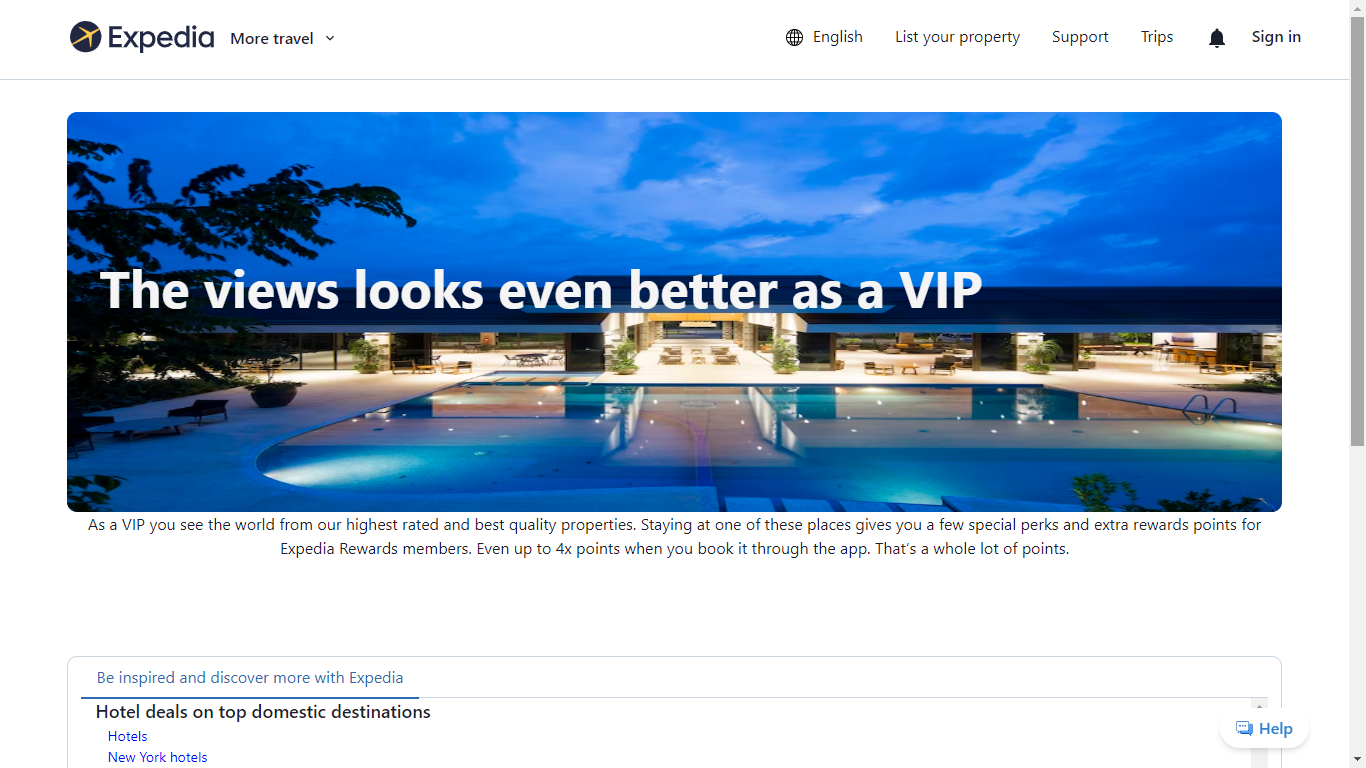 Expedia
More travel
English
List your property
Support
Trips
Sign in
The views looks even better as a VIP
As a VIP you see the world from our highest rated and best quality properties. Staying at one of these places gives you a few special perks and extra rewards points for
Expedia Rewards members. Even up to 4x points when you book it through the app. That's a whole lot of points.
Be inspired and discover more with Expedia
Hotel deals on top domestic destinations
Hotels
New York hotels
Help